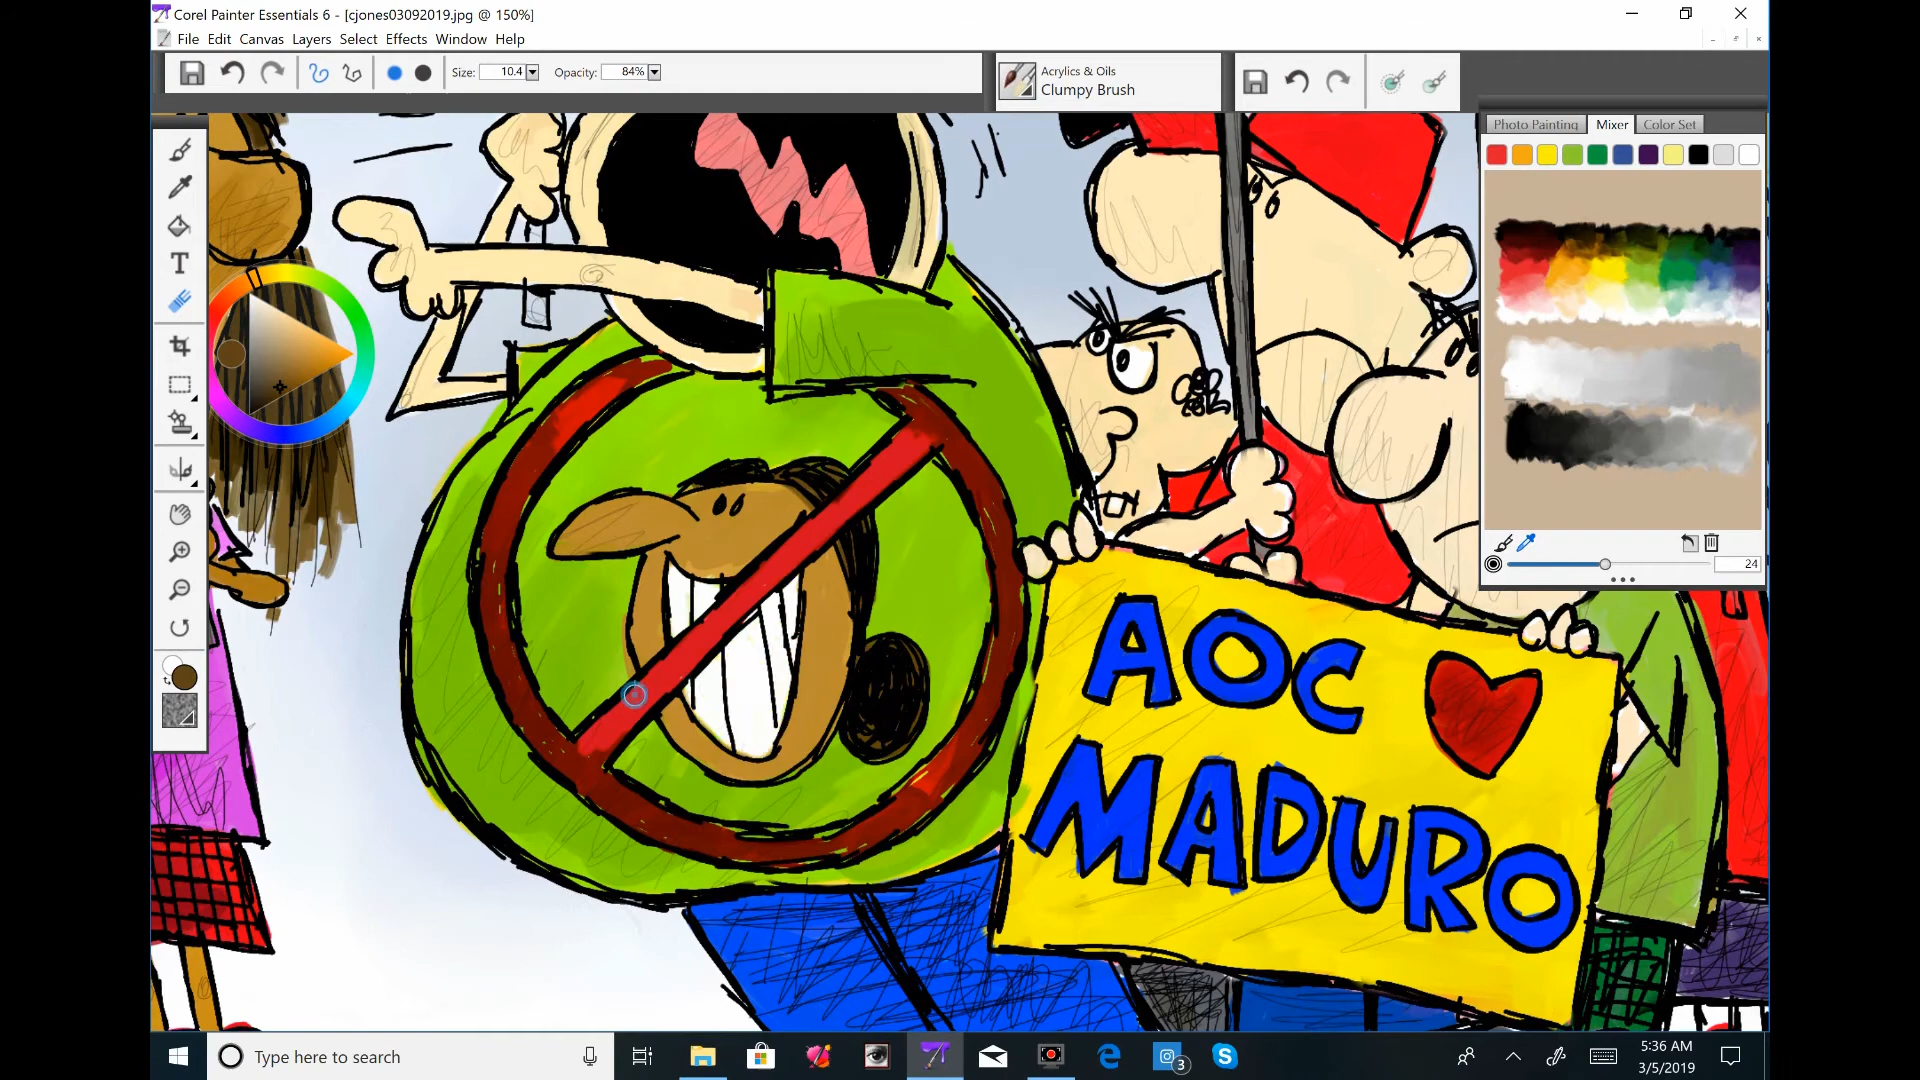 Corel Painter Essentials 6 - [cjones03092019.jpg @ 150%]
File Edit Canvas Layers Select Effects Window Help
Size: 10.4 Opacity: 84%
Acrylics & Oils
Clumpy Brush
Photo Painting Mixer Color Set
T
24
AOC
MADURO
Type here to search
3
5:36 AM
3/5/2019